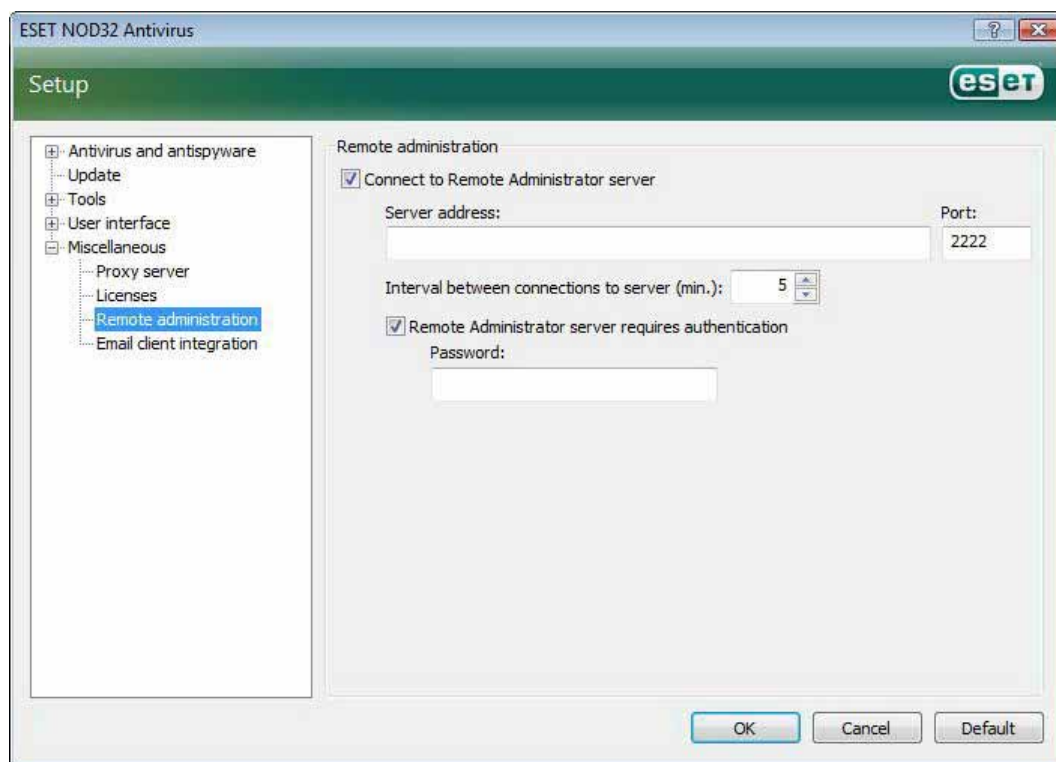 ESET NOD32 Antivirus
Setup
eseT
Antivirus and antispyware
Update
Tools
User interface
Miscellaneous
Proxy server
Licenses
Remote administration
Email client integration
Remote administration
Connect to Remote Administrator server
Server address: Port:
2222
Interval between connections to server (min.): 5
Remote Administrator server requires authentication
Password:
OK Cancel Default